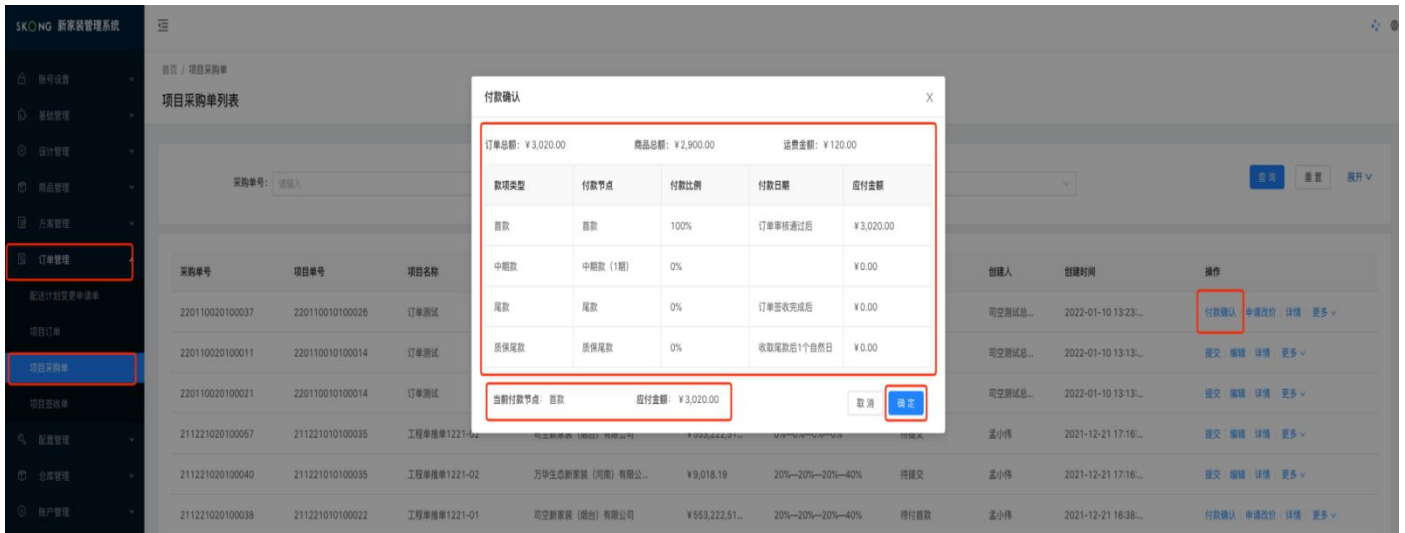 SKONG 新家装管理系统
账号设置
基础管理
设计管理
商品管理
方案管理
订单管理
配送计划变更申请单
项目订单
项目采购单
项目签收单
配置管理
仓库管理
账户管理
首页 / 项目采购单
项目采购单列表
采购单号: 请输入
查询 重置 展开
付款确认 X
订单总额: ¥3,020.00 商品总额: ¥2,900.00 运费金额: ¥120.00
款项类型 付款节点 付款比例 付款日期 应付金额
首款 首款 100% 订单审核通过后 ¥3,020.00
中期款 中期款(1期) 0% ¥0.00
尾款 尾款 0% 订单签收完成后 ¥0.00
质保尾款 质保尾款 0% 收取尾款后1个自然日 ¥0.00
当前付款节点: 首款 应付金额: ¥3,020.00
取消 确定
采购单号 项目单号 项目名称 创建人 创建时间 操作
220110020100037 220110010100026 订单测试 司空测试总... 2022-01-10 13:23:... 付款确认 申请改价 详情 更多
220110020100011 220110010100014 订单测试 司空测试总... 2022-01-10 13:13:... 提交 编辑 详情 更多
220110020100021 220110010100014 订单测试 司空测试总... 2022-01-10 13:13:... 提交 编辑 详情 更多
211221020100057 211221010100035 工程单推单1221-02 司空新家装(烟台)有限公司 ¥553,222,51... 0%—0%—0%—0% 待提交 孟小伟 2021-12-21 17:16:... 提交 编辑 详情 更多
211221020100040 211221010100035 工程单推单1221-02 万华生态新家装(河南)有限公... ¥9,018.19 20%—20%—20%—40% 待提交 孟小伟 2021-12-21 17:16:... 提交 编辑 详情 更多
211221020100038 211221010100022 工程单推单1221-01 司空新家装(烟台)有限公司 ¥553,222,51... 20%—20%—20%—40% 待付首款 孟小伟 2021-12-21 16:38:... 付款确认 申请改价 详情 更多